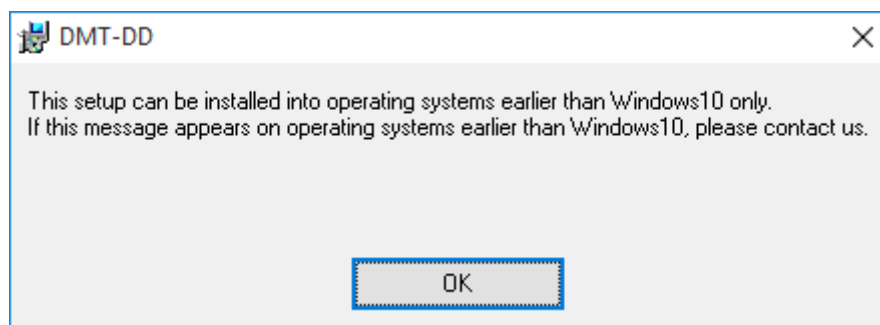 DMT-DD
This setup can be installed into operating systems earlier than Windows10 only.
If this message appears on operating systems earlier than Windows10, please contact us.
OK